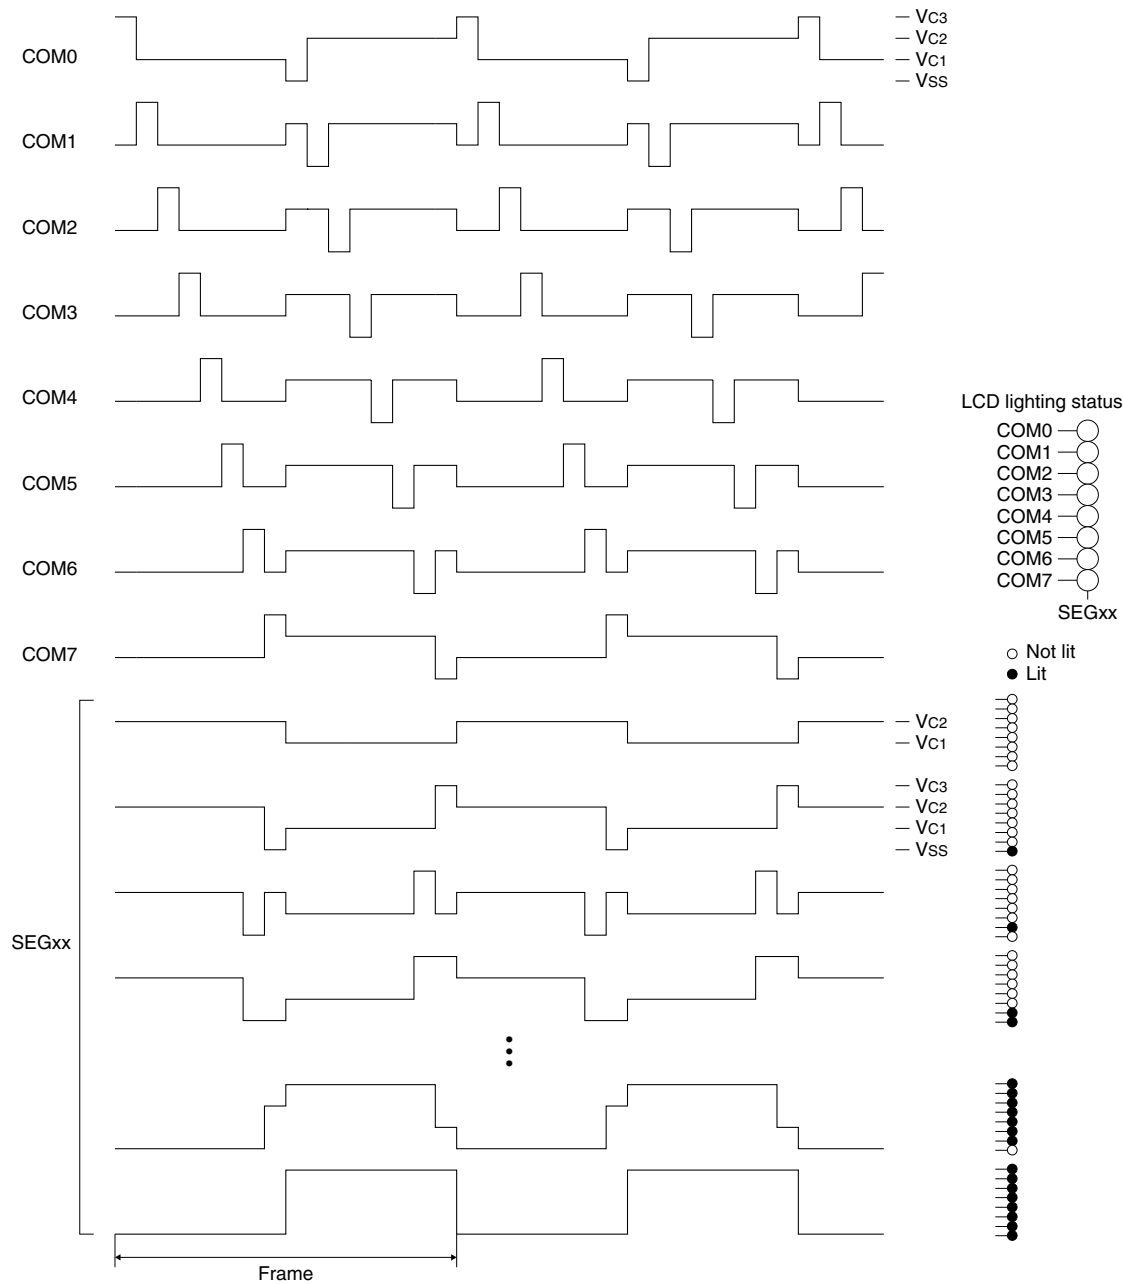 COM0
VC3
VC2
VC1
VSS
COM1
COM2
COM3
COM4
COM5
COM6
COM7
LCD lighting status
COM0
COM1
COM2
COM3
COM4
COM5
COM6
COM7
SEGxx
Not lit
Lit
SEGxx
VC2
VC1
VC3
VC2
VC1
VSS
Frame